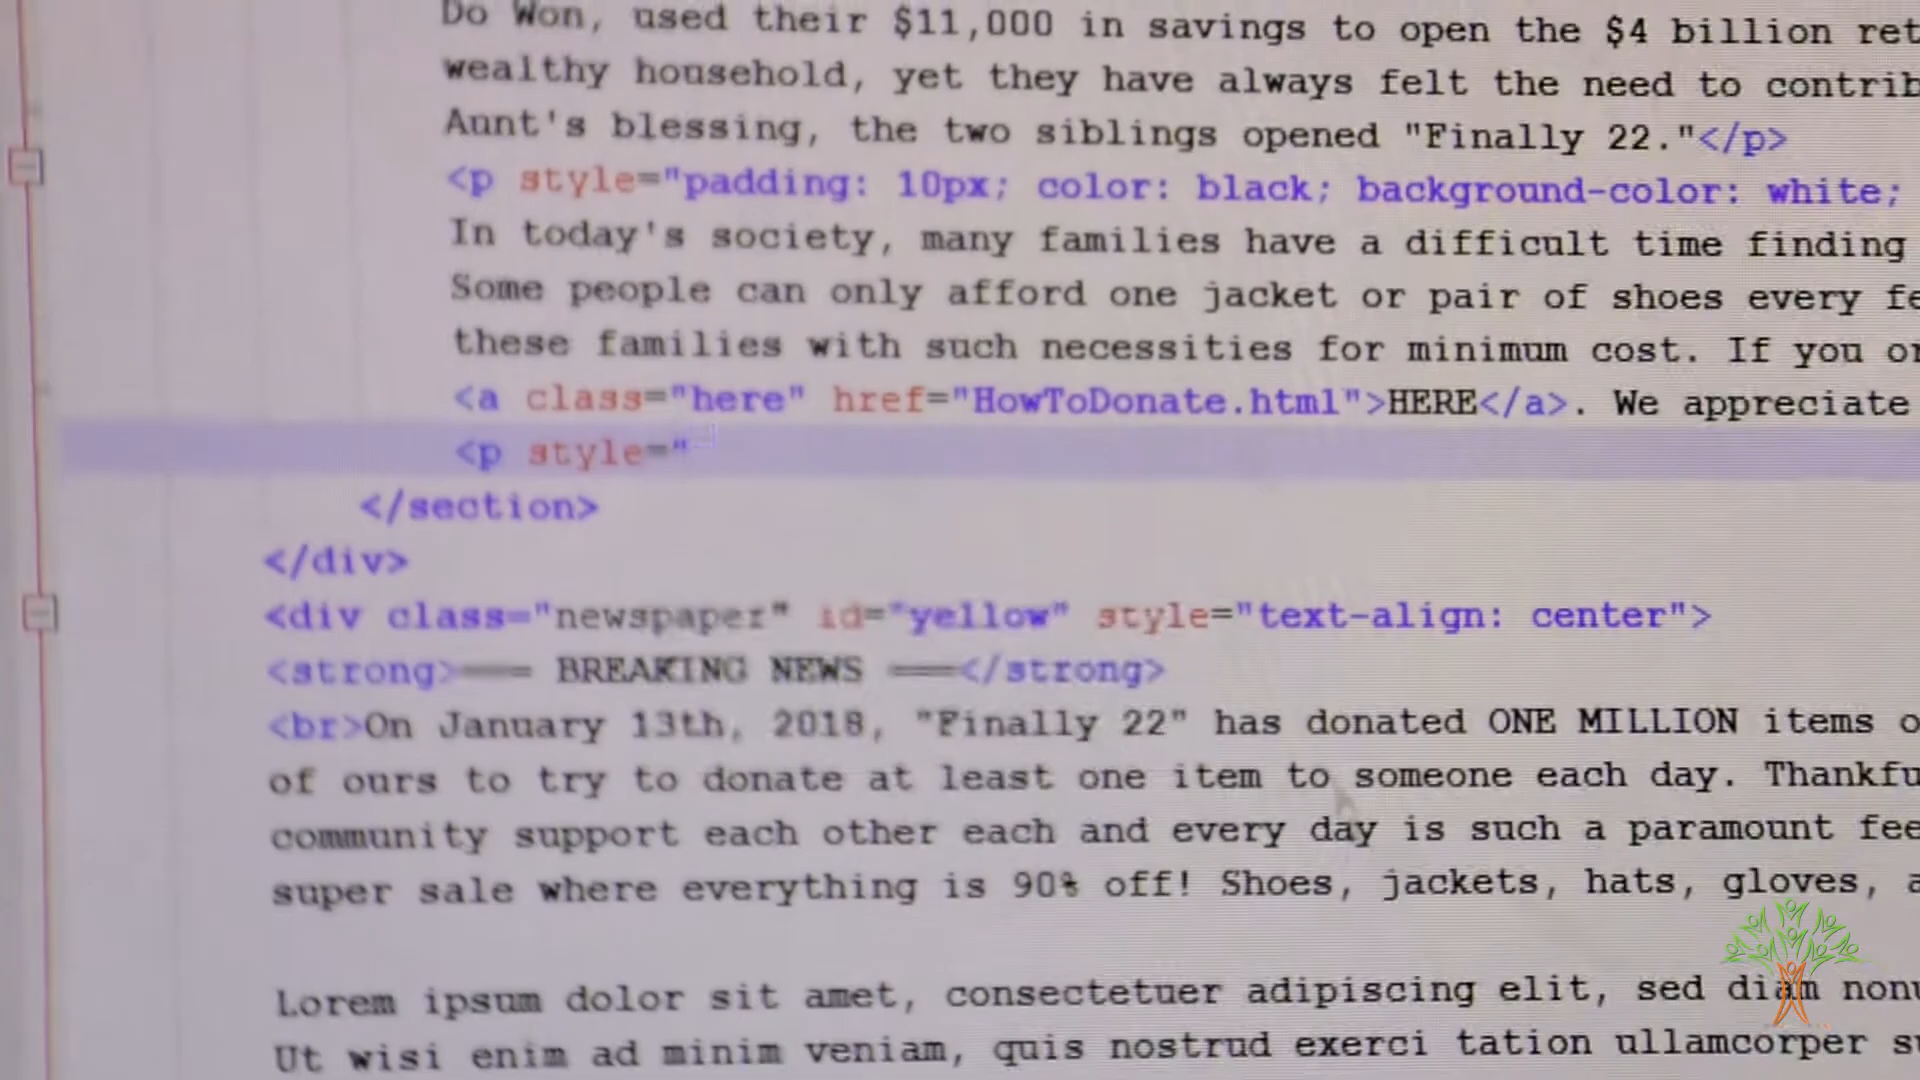 Do Won, used their $11,000 in savings to open the $4 billion ret
wealthy household, yet they have always felt the need to contrib
Aunt's blessing, the two siblings opened "Finally 22."</p>
<p style="padding: 10px; color: black; background-color: white;
In today's society, many families have a difficult time finding
Some people can only afford one jacket or pair of shoes every fe
these families with such necessities for minimum cost. If you or
<a class="here" href="HowToDonate.html">HERE</a>. We appreciate
<p style="
</section>
</div>
<div class="newspaper" id="yellow" style="text-align: center">
<strong>==== BREAKING NEWS ====</strong>
<br>On January 13th, 2018, "Finally 22" has donated ONE MILLION items o
of ours to try to donate at least one item to someone each day. Thankfu
community support each other each and every day is such a paramount fee
super sale where everything is 90% off! Shoes, jackets, hats, gloves, a
Lorem ipsum dolor sit amet, consectetuer adipiscing elit, sed diam nonu
Ut wisi enim ad minim veniam, quis nostrud exerci tation ullamcorper su